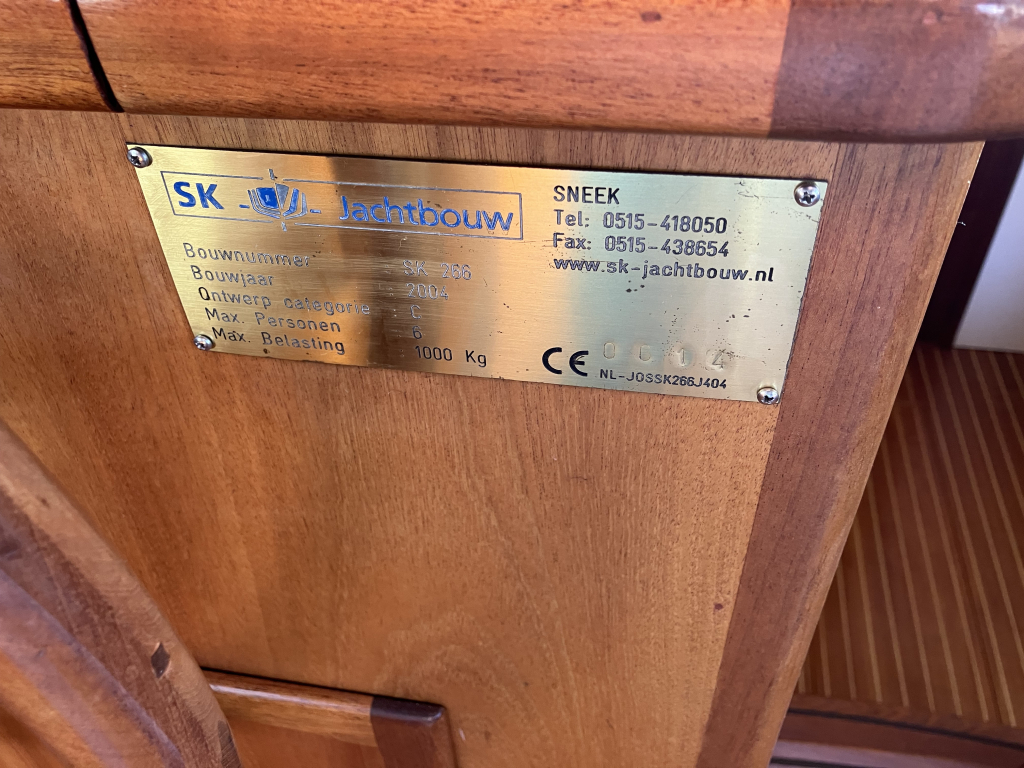 SK Jachtbouw
Bouwnummer : SK 266
Bouwjaar : 2004
Ontwerp categorie : C
Max. Personen : 6
Max. Belasting : 1000 Kg
SNEEK
Tel: 0515-418050
Fax: 0515-438654
www.sk-jachtbouw.nl
CE
NL-JOSSK266J404